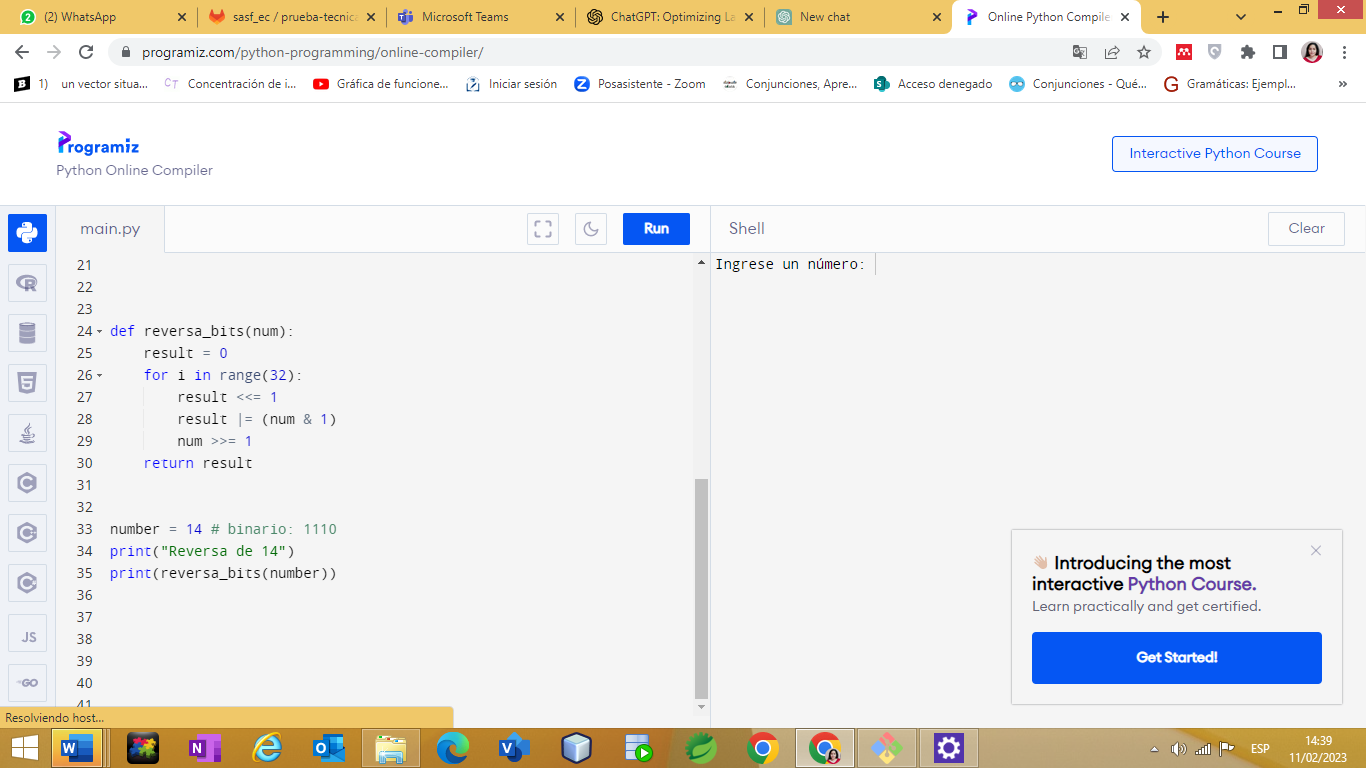 (2) WhatsApp
sasf_ec / prueba-tecnica
Microsoft Teams
ChatGPT: Optimizing La
New chat
Online Python Compile
programiz.com/python-programming/online-compiler/
1) un vector situa...
Concentración de i...
Gráfica de funcione...
Iniciar sesión
Posasistente - Zoom
Conjunciones, Apre...
Acceso denegado
Conjunciones - Qué...
Gramáticas: Ejempl...
»
Programiz
Python Online Compiler
Interactive Python Course
main.py
Run
Shell
Clear
21
22
23
24 def reversa_bits(num):
25     result = 0
26     for i in range(32):
27         result <<= 1
28         result |= (num & 1)
29         num >>= 1
30     return result
31
32
33 number = 14 # binario: 1110
34 print("Reversa de 14")
35 print(reversa_bits(number))
36
37
38
39
40
41
JS
GO
Ingrese un número:
👋🏻 Introducing the most
interactive Python Course.
Learn practically and get certified.
Get Started!
Resolviendo host...
ESP
14:39
11/02/2023